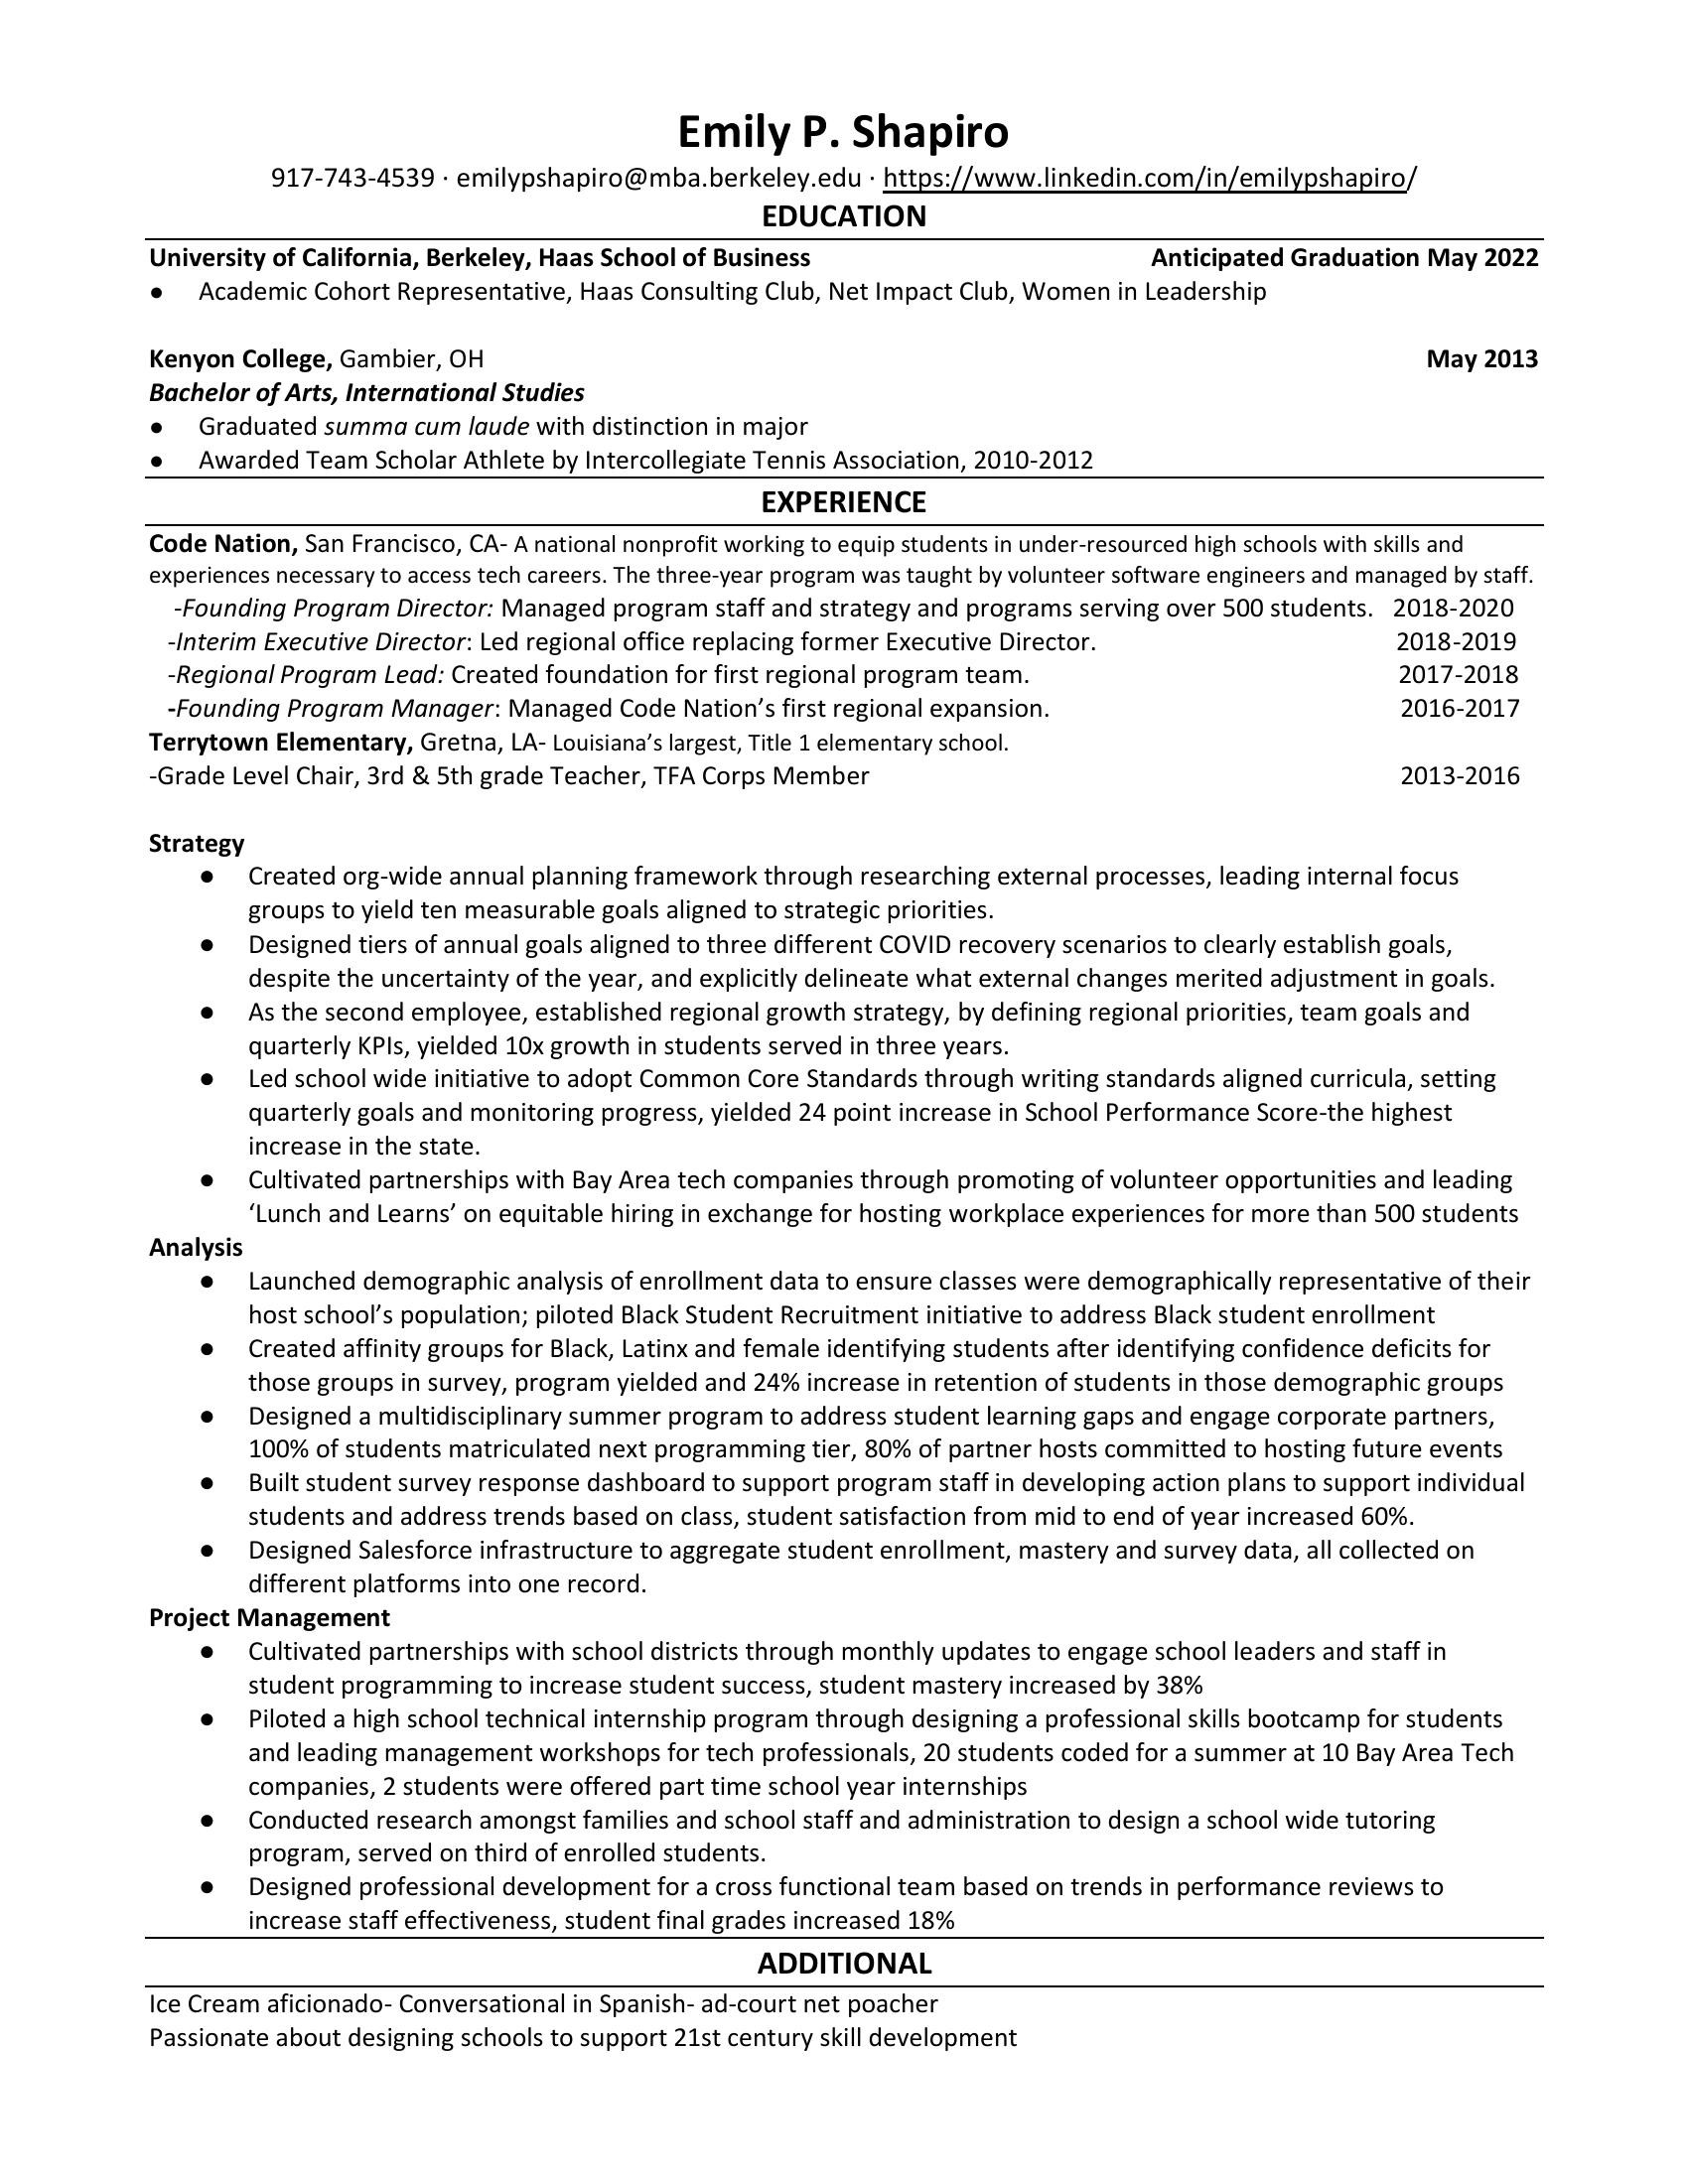 Emily P. Shapiro
917-743-4539 · emilypshapiro@mba.berkeley.edu · https://www.linkedin.com/in/emilypshapiro/
EDUCATION
University of California, Berkeley, Haas School of Business Anticipated Graduation May 2022
● Academic Cohort Representative, Haas Consulting Club, Net Impact Club, Women in Leadership
Kenyon College, Gambier, OH May 2013
Bachelor of Arts, International Studies
● Graduated summa cum laude with distinction in major
● Awarded Team Scholar Athlete by Intercollegiate Tennis Association, 2010-2012
EXPERIENCE
Code Nation, San Francisco, CA- A national nonprofit working to equip students in under-resourced high schools with skills and
experiences necessary to access tech careers. The three-year program was taught by volunteer software engineers and managed by staff.
-Founding Program Director: Managed program staff and strategy and programs serving over 500 students. 2018-2020
-Interim Executive Director: Led regional office replacing former Executive Director. 2018-2019
-Regional Program Lead: Created foundation for first regional program team. 2017-2018
-Founding Program Manager: Managed Code Nation’s first regional expansion. 2016-2017
Terrytown Elementary, Gretna, LA- Louisiana’s largest, Title 1 elementary school.
-Grade Level Chair, 3rd & 5th grade Teacher, TFA Corps Member 2013-2016
Strategy
● Created org-wide annual planning framework through researching external processes, leading internal focus
groups to yield ten measurable goals aligned to strategic priorities.
● Designed tiers of annual goals aligned to three different COVID recovery scenarios to clearly establish goals,
despite the uncertainty of the year, and explicitly delineate what external changes merited adjustment in goals.
● As the second employee, established regional growth strategy, by defining regional priorities, team goals and
quarterly KPIs, yielded 10x growth in students served in three years.
● Led school wide initiative to adopt Common Core Standards through writing standards aligned curricula, setting
quarterly goals and monitoring progress, yielded 24 point increase in School Performance Score-the highest
increase in the state.
● Cultivated partnerships with Bay Area tech companies through promoting of volunteer opportunities and leading
‘Lunch and Learns’ on equitable hiring in exchange for hosting workplace experiences for more than 500 students
Analysis
● Launched demographic analysis of enrollment data to ensure classes were demographically representative of their
host school’s population; piloted Black Student Recruitment initiative to address Black student enrollment
● Created affinity groups for Black, Latinx and female identifying students after identifying confidence deficits for
those groups in survey, program yielded and 24% increase in retention of students in those demographic groups
● Designed a multidisciplinary summer program to address student learning gaps and engage corporate partners,
100% of students matriculated next programming tier, 80% of partner hosts committed to hosting future events
● Built student survey response dashboard to support program staff in developing action plans to support individual
students and address trends based on class, student satisfaction from mid to end of year increased 60%.
● Designed Salesforce infrastructure to aggregate student enrollment, mastery and survey data, all collected on
different platforms into one record.
Project Management
● Cultivated partnerships with school districts through monthly updates to engage school leaders and staff in
student programming to increase student success, student mastery increased by 38%
● Piloted a high school technical internship program through designing a professional skills bootcamp for students
and leading management workshops for tech professionals, 20 students coded for a summer at 10 Bay Area Tech
companies, 2 students were offered part time school year internships
● Conducted research amongst families and school staff and administration to design a school wide tutoring
program, served on third of enrolled students.
● Designed professional development for a cross functional team based on trends in performance reviews to
increase staff effectiveness, student final grades increased 18%
ADDITIONAL
Ice Cream aficionado- Conversational in Spanish- ad-court net poacher
Passionate about designing schools to support 21st century skill development